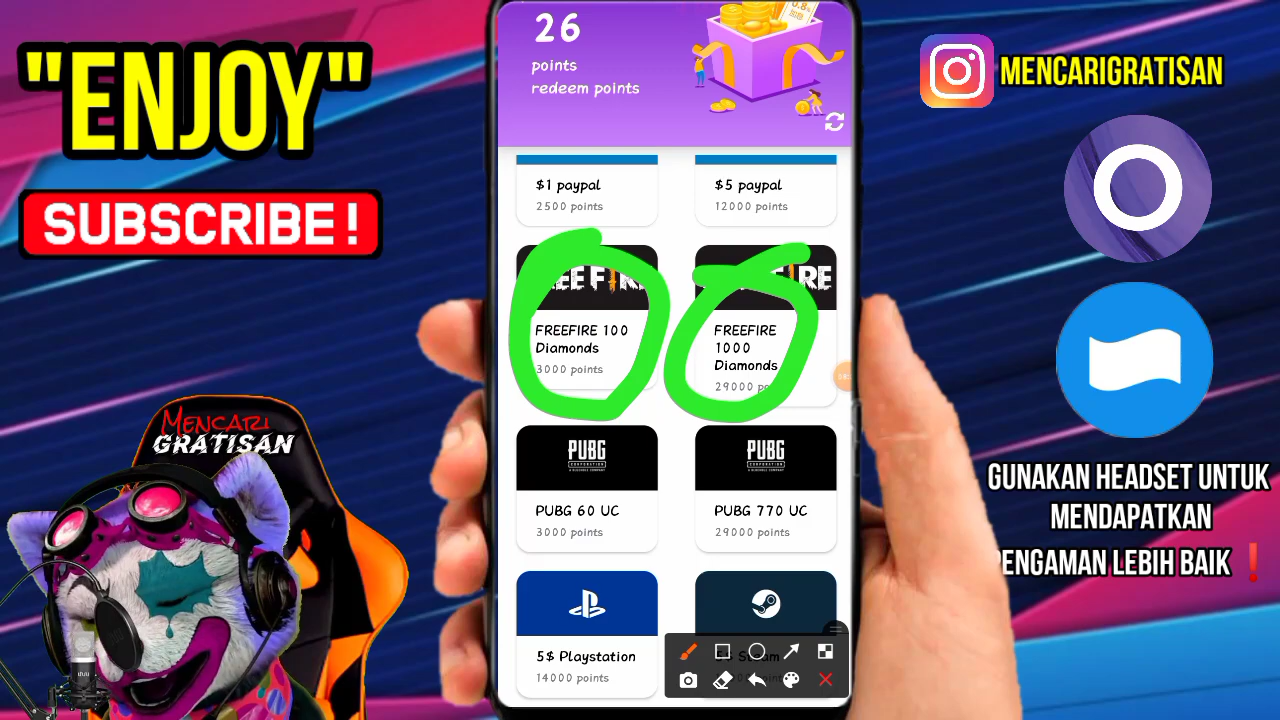 "ENJOY"
SUBSCRIBE!
MENCARI
GRATISAN
26
points
redeem points
$1 paypal
2500 points
$5 paypal
12000 points
FREEFIRE 100
Diamonds
3000 points
FREEFIRE
1000
Diamonds
29000
PUBG
PUBG 60 UC
3000 points
PUBG
PUBG 770 UC
29000 points
5$ Playstation
14000 points
MENCARIGRATISAN
GUNAKAN HEADSET UNTUK
MENDAPATKAN
PENGAMAN LEBIH BAIK ❗